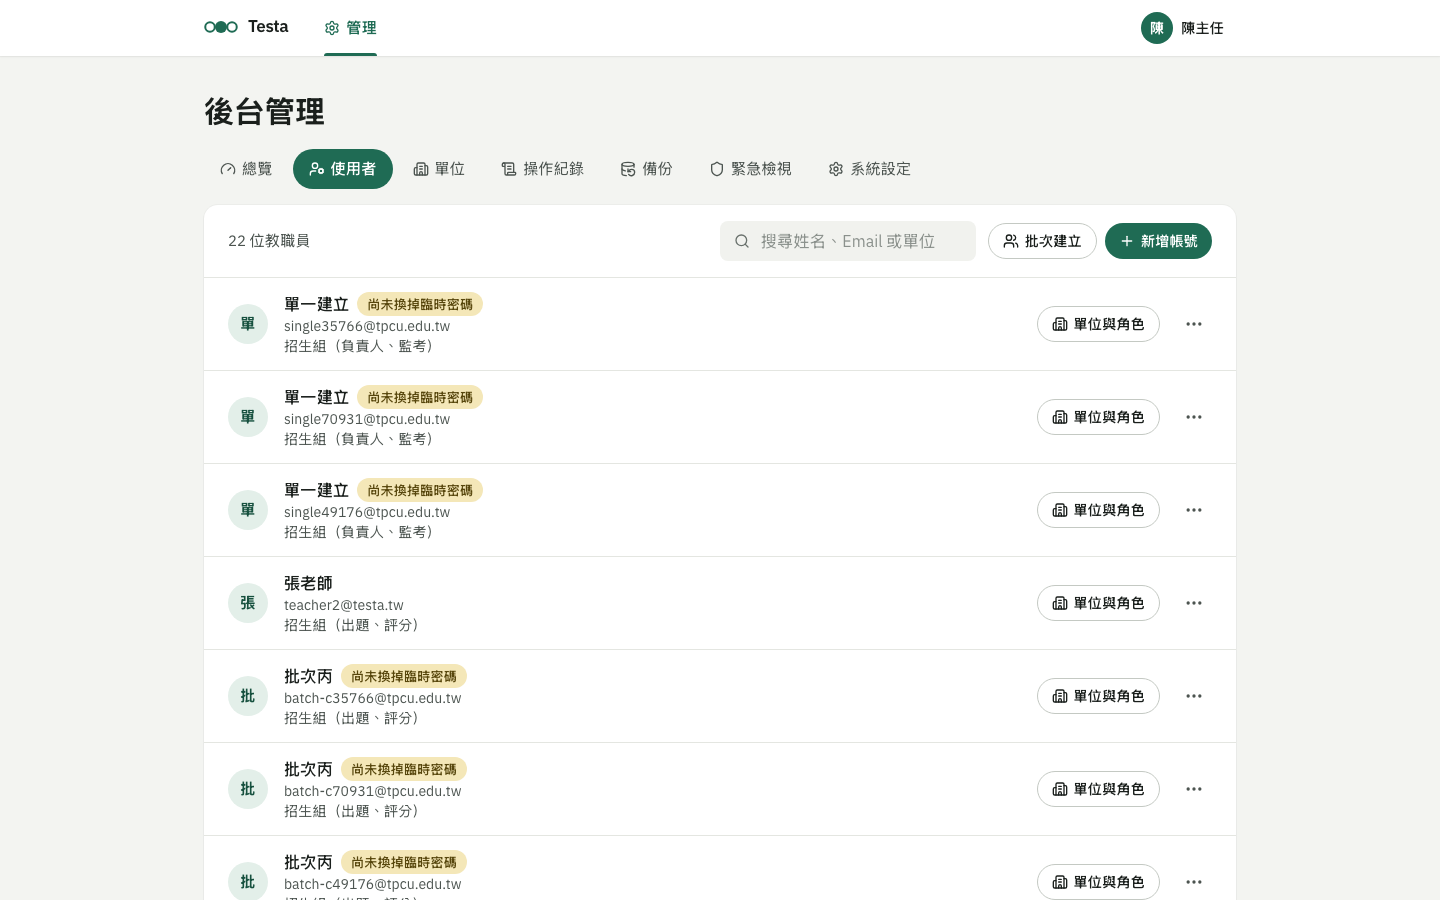 Testa
管理
陳
陳主任
後台管理
總覽
使用者
單位
操作紀錄
備份
緊急檢視
系統設定
22 位教職員
搜尋姓名、Email 或單位
批次建立
新增帳號
單
單一建立
尚未換掉臨時密碼
single35766@tpcu.edu.tw
招生組（負責人、監考）
單位與角色
單
單一建立
尚未換掉臨時密碼
single70931@tpcu.edu.tw
招生組（負責人、監考）
單位與角色
單
單一建立
尚未換掉臨時密碼
single49176@tpcu.edu.tw
招生組（負責人、監考）
單位與角色
張
張老師
teacher2@testa.tw
招生組（出題、評分）
單位與角色
批
批次丙
尚未換掉臨時密碼
batch-c35766@tpcu.edu.tw
招生組（出題、評分）
單位與角色
批
批次丙
尚未換掉臨時密碼
batch-c70931@tpcu.edu.tw
招生組（出題、評分）
單位與角色
批
批次丙
尚未換掉臨時密碼
batch-c49176@tpcu.edu.tw
單位與角色